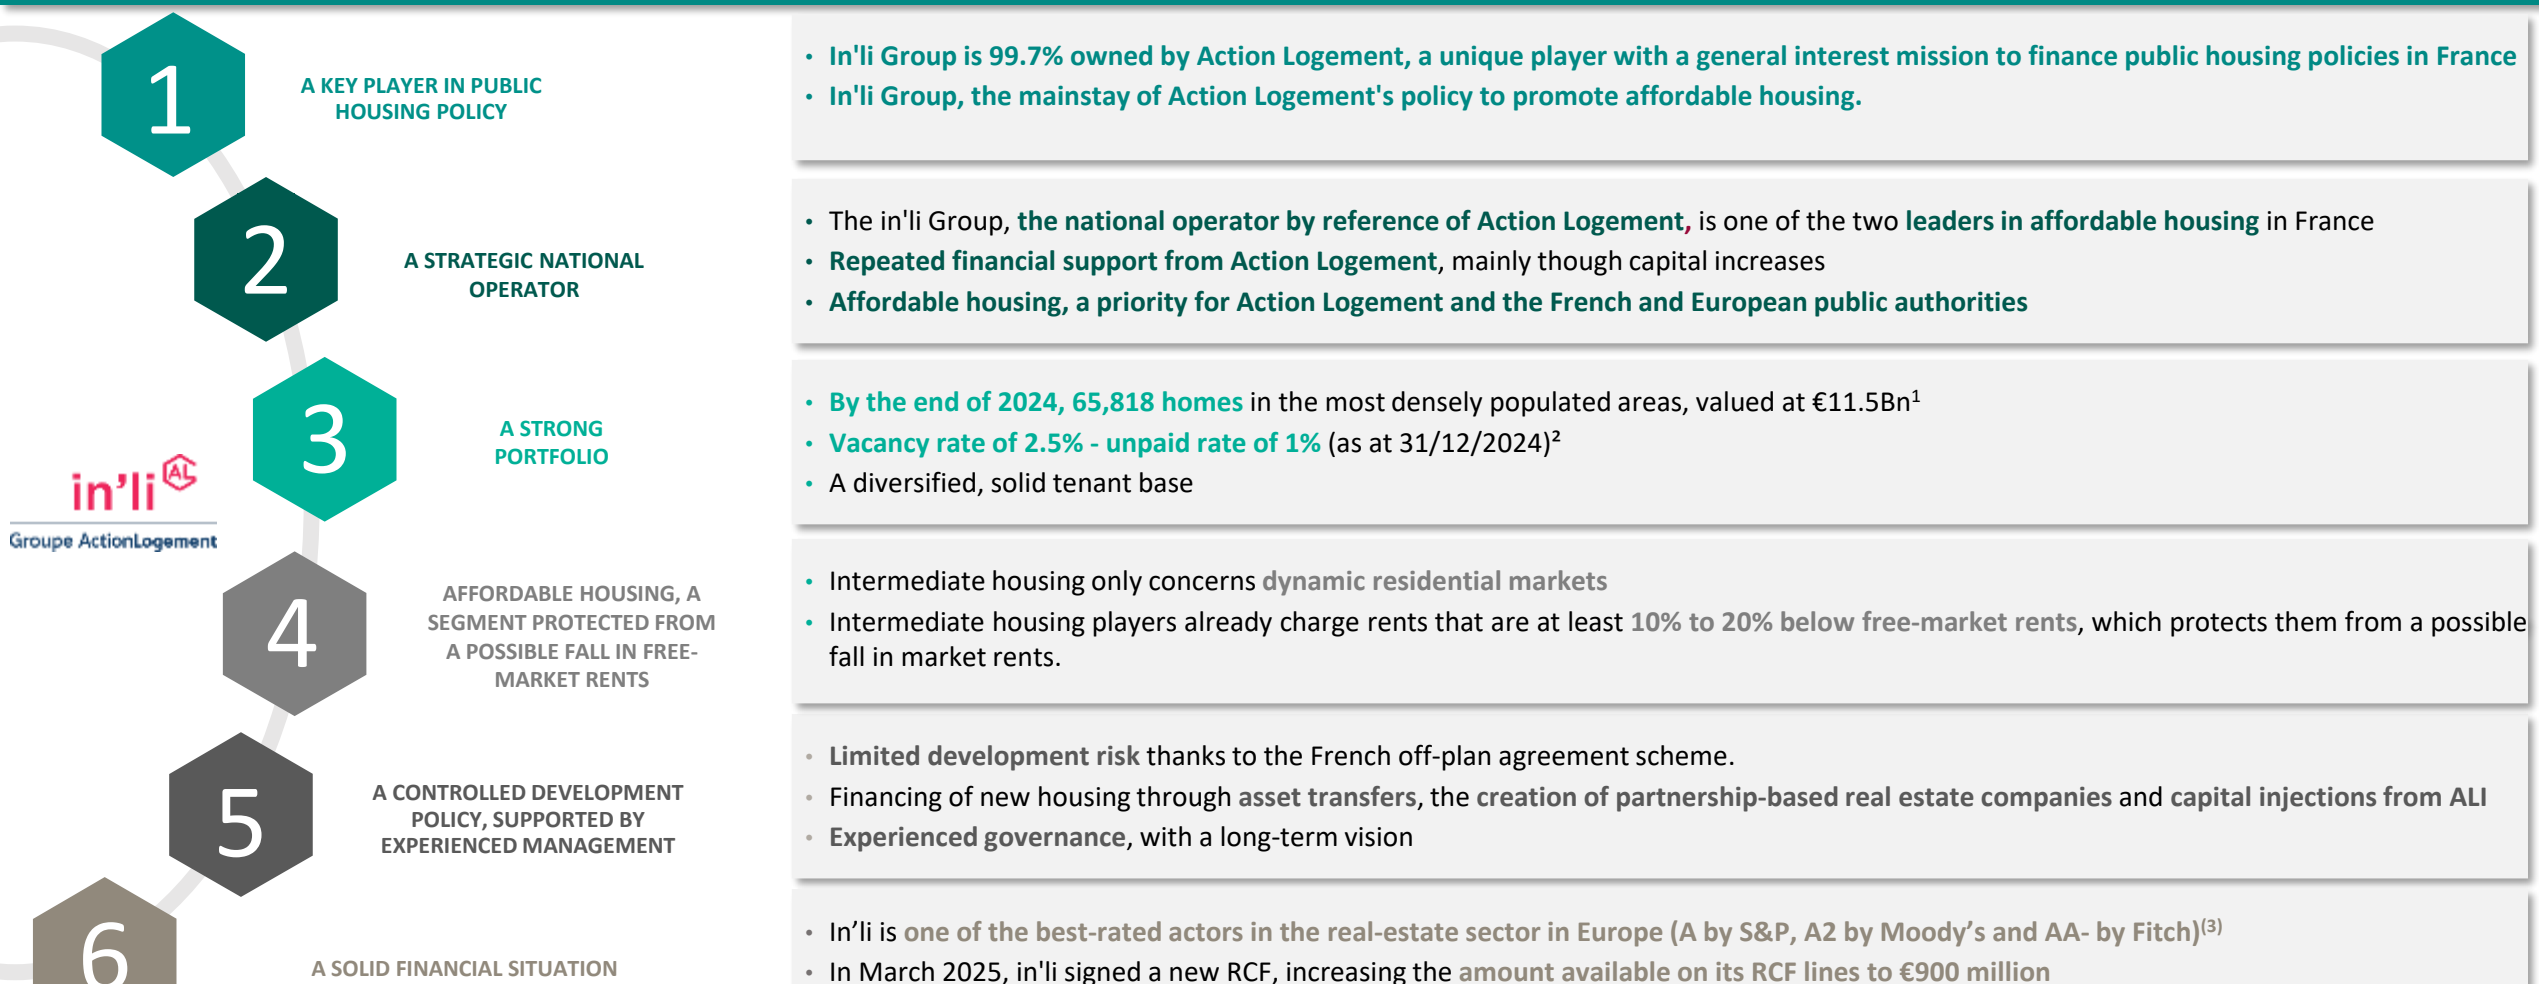 1
A KEY PLAYER IN PUBLIC
HOUSING POLICY
• In'li Group is 99.7% owned by Action Logement, a unique player with a general interest mission to finance public housing policies in France
• In'li Group, the mainstay of Action Logement's policy to promote affordable housing.
2
A STRATEGIC NATIONAL
OPERATOR
• The in'li Group, the national operator by reference of Action Logement, is one of the two leaders in affordable housing in France
• Repeated financial support from Action Logement, mainly though capital increases
• Affordable housing, a priority for Action Logement and the French and European public authorities
3
A STRONG
PORTFOLIO
• By the end of 2024, 65,818 homes in the most densely populated areas, valued at €11.5Bn¹
• Vacancy rate of 2.5% - unpaid rate of 1% (as at 31/12/2024)²
• A diversified, solid tenant base
in'li AL
Groupe ActionLogement
4
AFFORDABLE HOUSING, A
SEGMENT PROTECTED FROM
A POSSIBLE FALL IN FREE-
MARKET RENTS
• Intermediate housing only concerns dynamic residential markets
• Intermediate housing players already charge rents that are at least 10% to 20% below free-market rents, which protects them from a possible
fall in market rents.
5
A CONTROLLED DEVELOPMENT
POLICY, SUPPORTED BY
EXPERIENCED MANAGEMENT
• Limited development risk thanks to the French off-plan agreement scheme.
• Financing of new housing through asset transfers, the creation of partnership-based real estate companies and capital injections from ALI
• Experienced governance, with a long-term vision
6
A SOLID FINANCIAL SITUATION
• In’li is one of the best-rated actors in the real-estate sector in Europe (A by S&P, A2 by Moody’s and AA- by Fitch)⁽³⁾
• In March 2025, in'li signed a new RCF, increasing the amount available on its RCF lines to €900 million